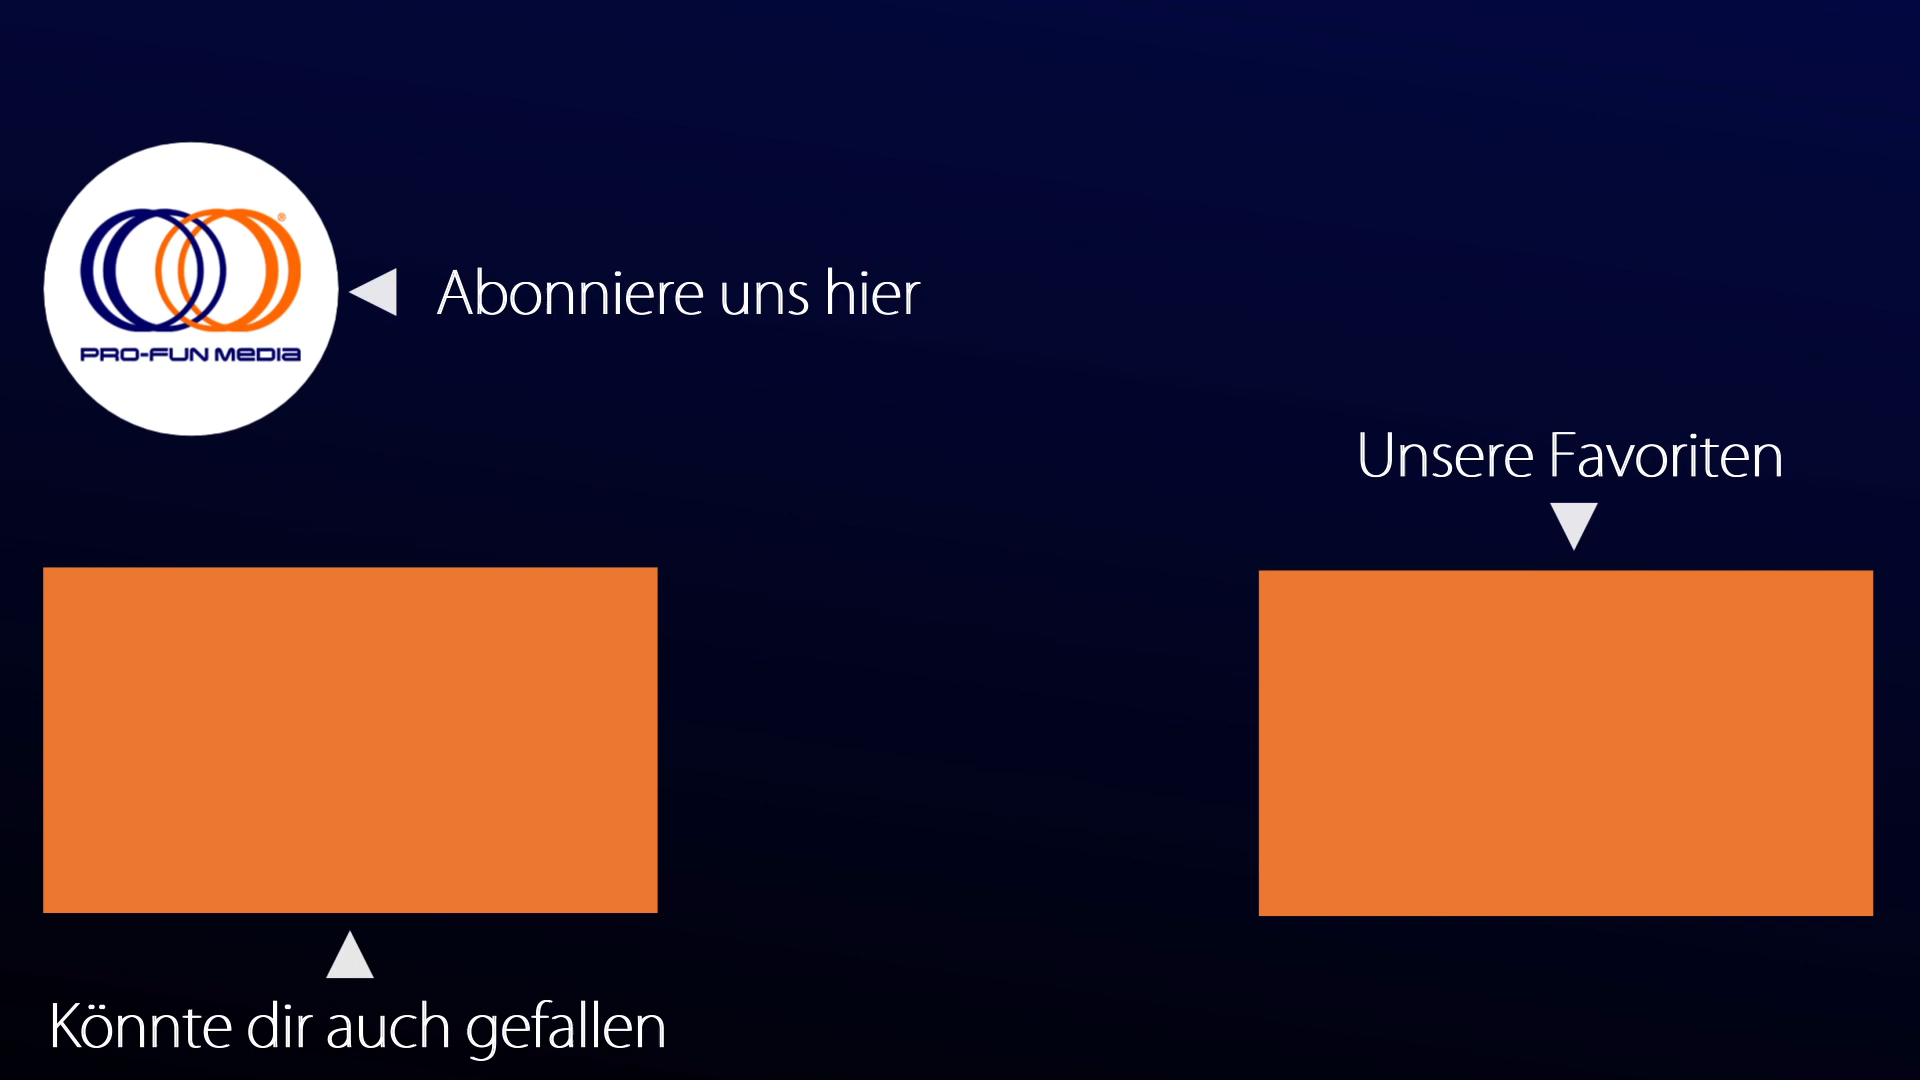 ®
PRO-FUN MEDIA
Abonniere uns hier
Unsere Favoriten
Könnte dir auch gefallen